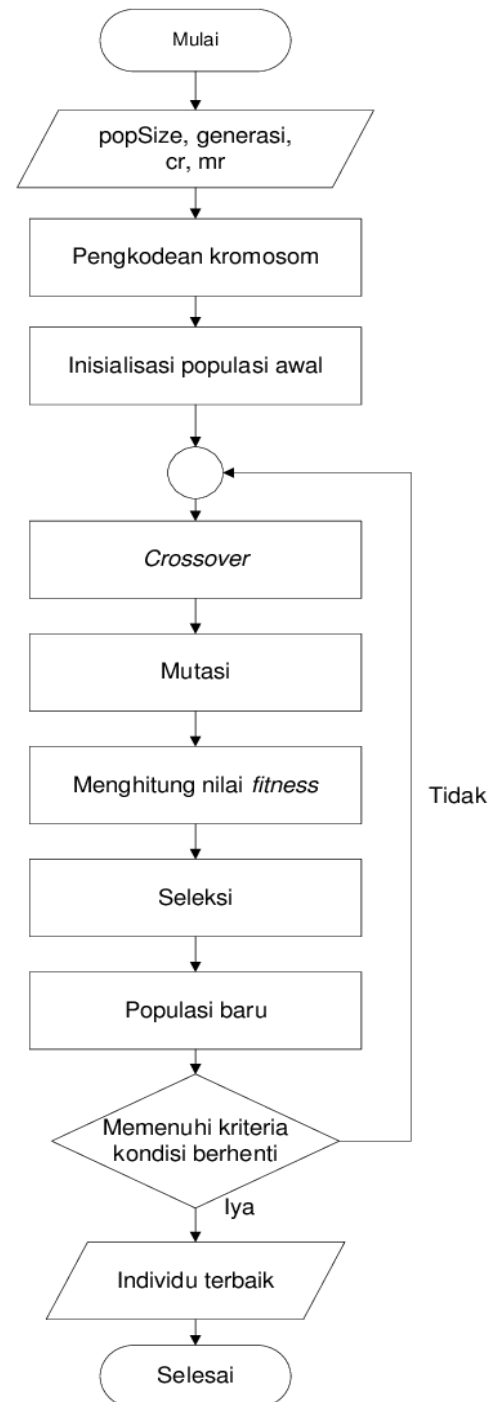 Mulai
popSize, generasi,
cr, mr
Pengkodean kromosom
Inisialisasi populasi awal
Crossover
Mutasi
Menghitung nilai fitness
Tidak
Seleksi
Populasi baru
Memenuhi kriteria
kondisi berhenti
Iya
Individu terbaik
Selesai